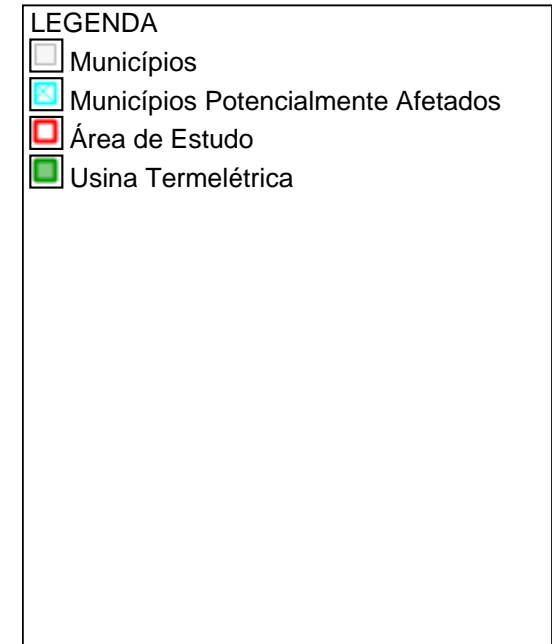 LEGENDA
Municípios
Municípios Potencialmente Afetados
Área de Estudo
Usina Termelétrica